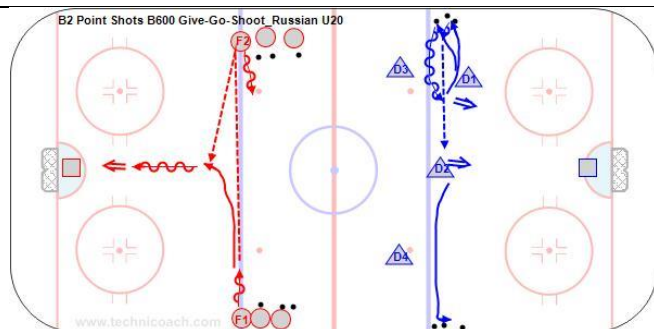 B2 Point Shots B600 Give-Go-Shoot_Russian U20
F2
D3
D1
D2
D4
F1
www.technicoach.com